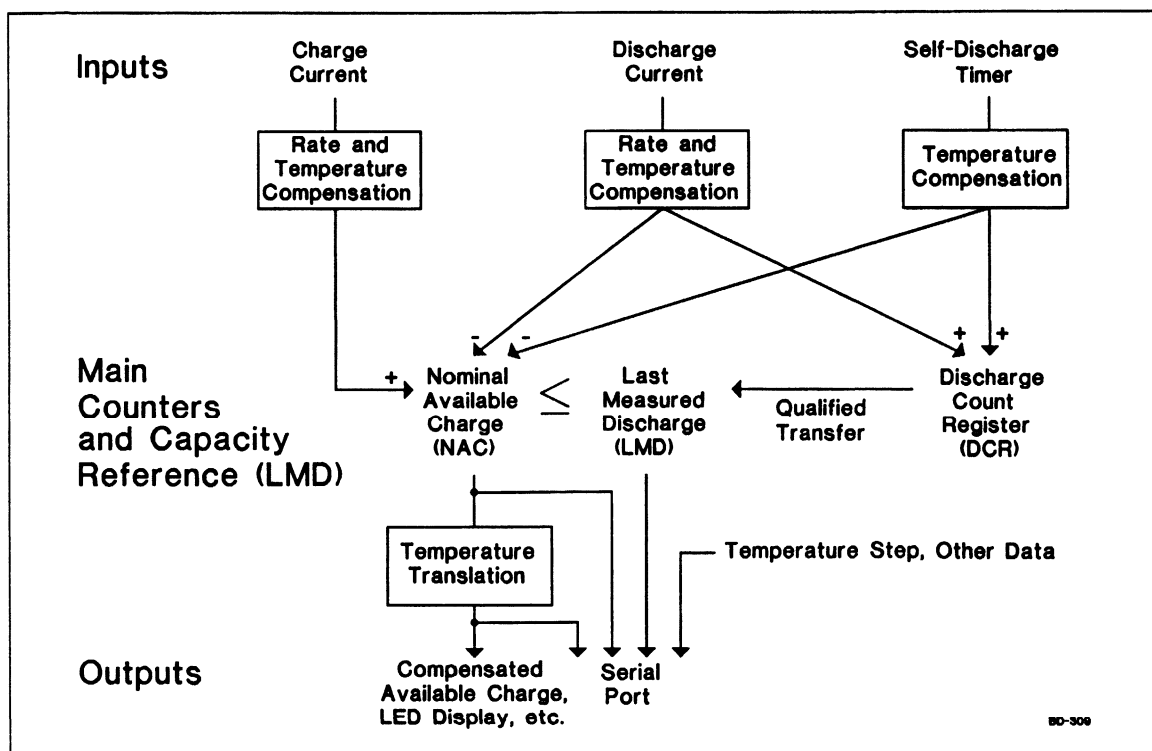 Inputs
Charge
Current
Discharge
Current
Self-Discharge
Timer
Rate and
Temperature
Compensation
Rate and
Temperature
Compensation
Temperature
Compensation
-
-
+
+
Main
Counters
and Capacity
Reference (LMD)
+
Nominal
Available
Charge
(NAC)
≤
Last
Measured
Discharge
(LMD)
Qualified
Transfer
Discharge
Count
Register
(DCR)
Temperature
Translation
Temperature Step, Other Data
Outputs
Compensated
Available Charge,
LED Display, etc.
Serial
Port
BD-309